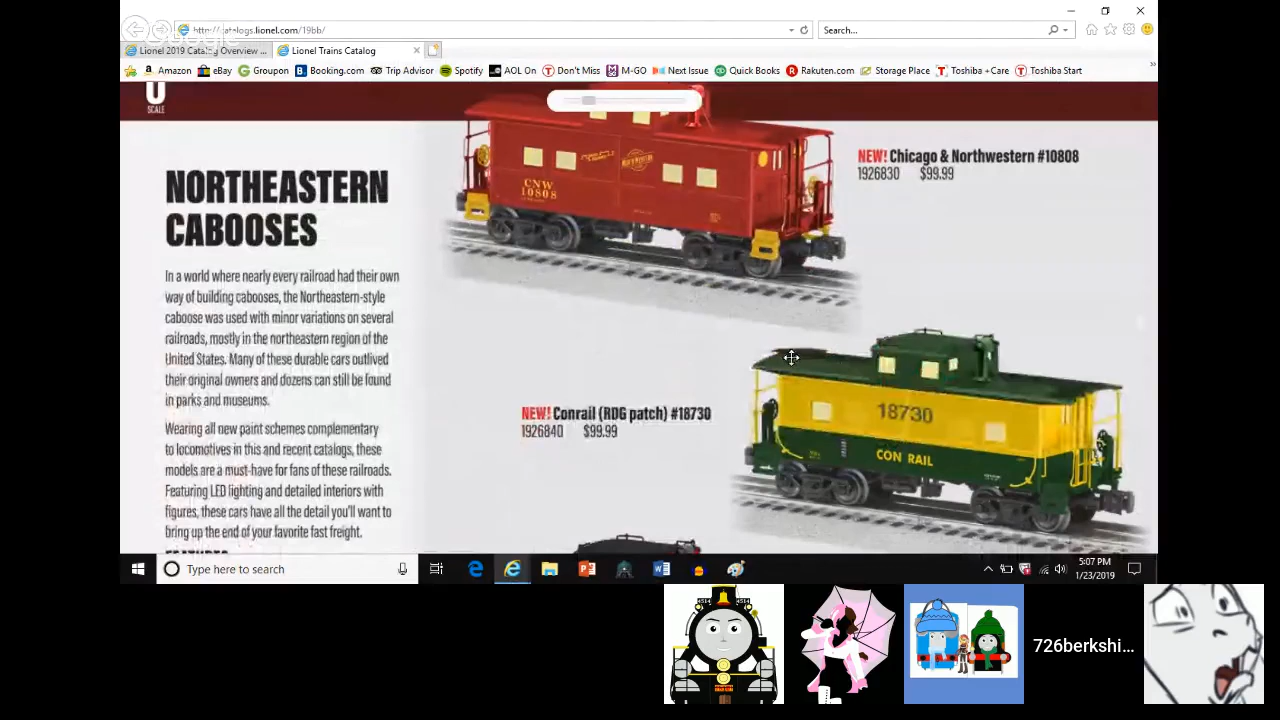 http://catalogs.lionel.com/19bb/
Search...
Google
Lionel 2019 Catalog Overview ...
Lionel Trains Catalog
Amazon eBay Groupon Booking.com Trip Advisor Spotify AOL On Don't Miss M-GO Next Issue Quick Books Rakuten.com Storage Place Toshiba +Care Toshiba Start
O
SCALE
NORTHEASTERN
CABOOSES
In a world where nearly every railroad had their own
way of building cabooses, the Northeastern-style
caboose was used with minor variations on several
railroads, mostly in the northeastern region of the
United States. Many of these durable cars outlived
their original owners and dozens can still be found
in parks and museums.
Wearing all new paint schemes complementary
to locomotives in this and recent catalogs, these
models are a must-have for fans of these railroads.
Featuring LED lighting and detailed interiors with
figures, these cars have all the detail you'll want to
bring up the end of your favorite fast freight.
FEATURES
CNW
10808
NEW! Chicago & Northwestern #10808
1926830 $99.99
NEW! Conrail (RDG patch) #18730
1926840 $99.99
18730
CON RAIL
Type here to search
5:07 PM
1/23/2019
726berkshi...